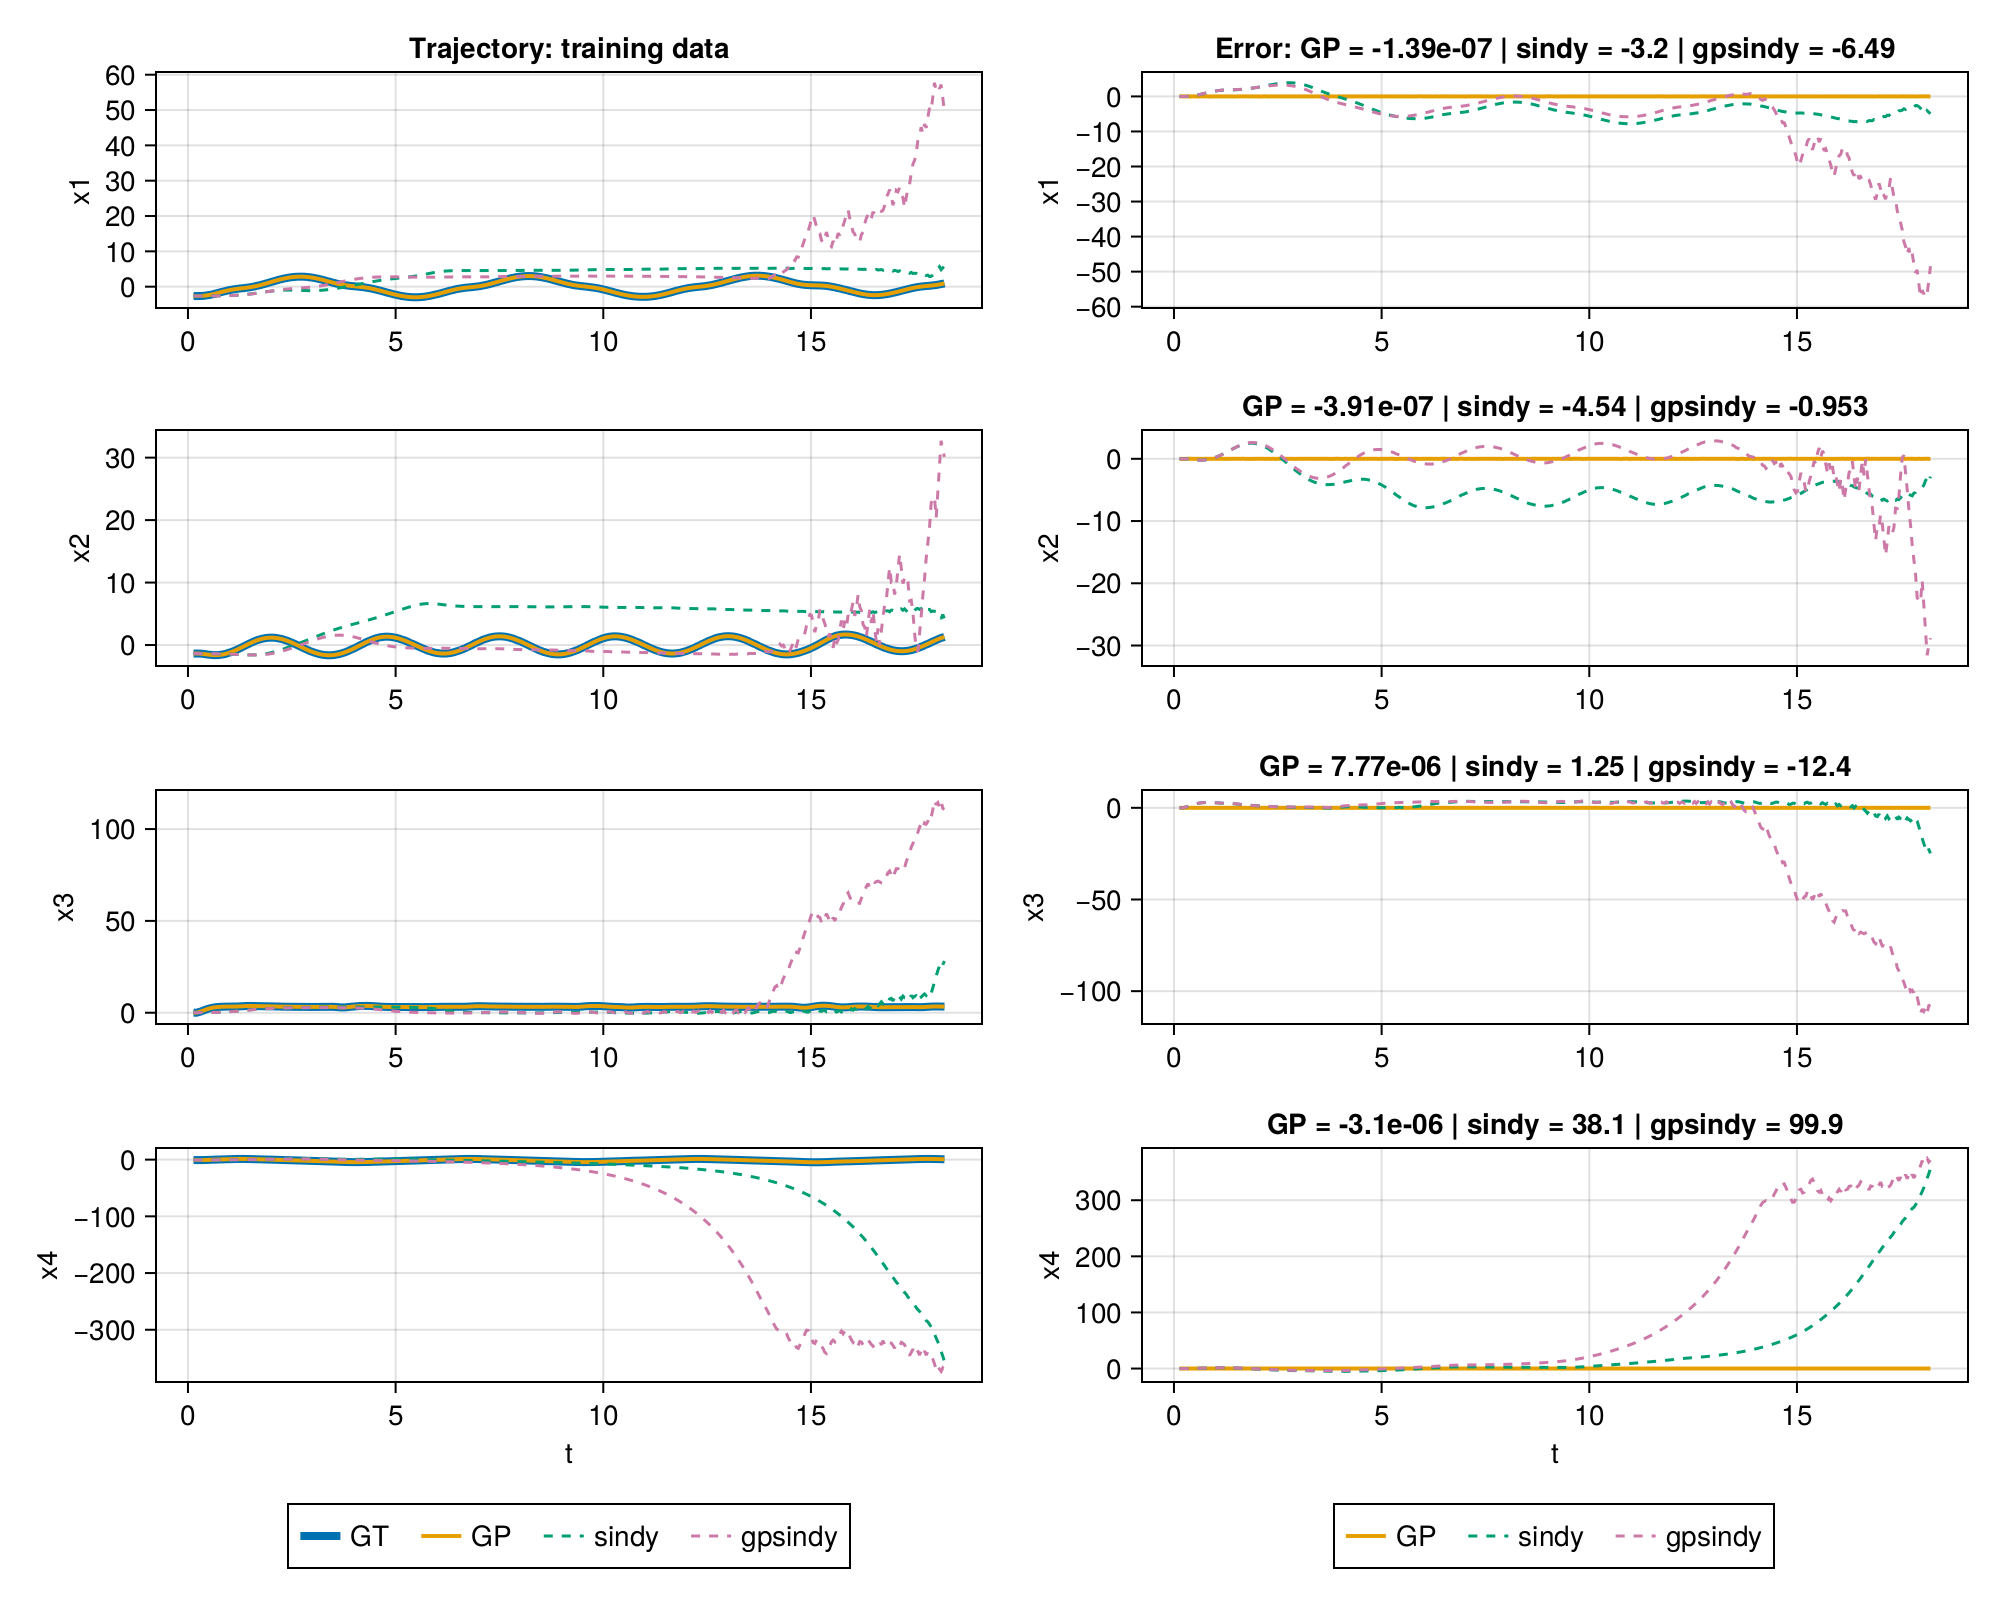 Trajectory: training data
Error: GP = -1.39e-07 | sindy = -3.2 | gpsindy = -6.49
60
50
40
30
20
10
0
x1
0 5 10 15
0
−10
−20
−30
−40
−50
−60
x1
0 5 10 15
GP = -3.91e-07 | sindy = -4.54 | gpsindy = -0.953
30
20
10
0
x2
0 5 10 15
0
−10
−20
−30
x2
0 5 10 15
GP = 7.77e-06 | sindy = 1.25 | gpsindy = -12.4
100
50
0
x3
0 5 10 15
0
−50
−100
x3
0 5 10 15
GP = -3.1e-06 | sindy = 38.1 | gpsindy = 99.9
0
−100
−200
−300
x4
0 5 10 15
t
300
200
100
0
x4
0 5 10 15
t
GT GP sindy gpsindy
GP sindy gpsindy